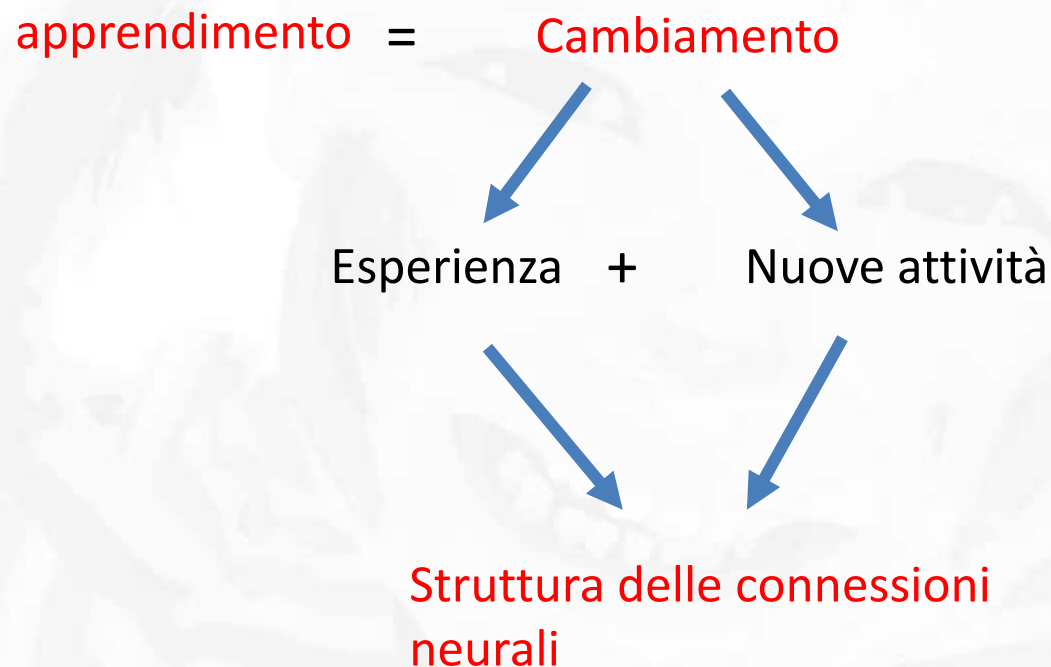 apprendimento = Cambiamento
Esperienza + Nuove attività
Struttura delle connessioni
neurali